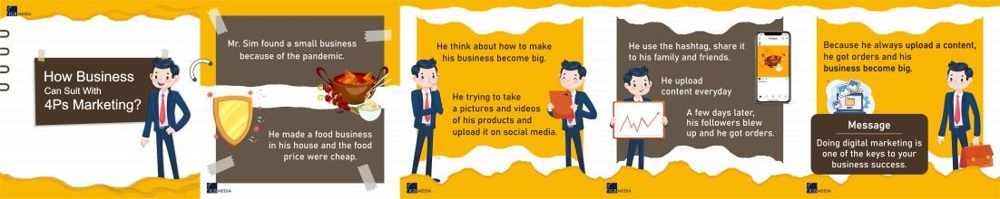 MEDIA
How Business
Can Suit With
4Ps Marketing?
Mr. Sim found a small business
because of the pandemic.
He made a food business
in his house and the food
price were cheap.
MEDIA
He think about how to make
his business become big.
He trying to take
a pictures and videos
of his products and
upload it on social media.
MEDIA
He use the hashtag, share it
to his family and friends.
He upload
content everyday
A few days later,
his followers blew
up and he got orders.
MEDIA
Because he always upload a content,
he got orders and his
business become big.
Message
Doing digital marketing is
one of the keys to your
business success.
MEDIA